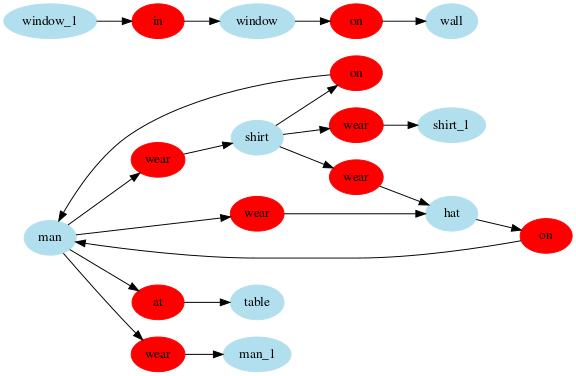 window_1 in window on wall
on
shirt wear shirt_1
wear
wear
wear hat
man on
at table
wear man_1